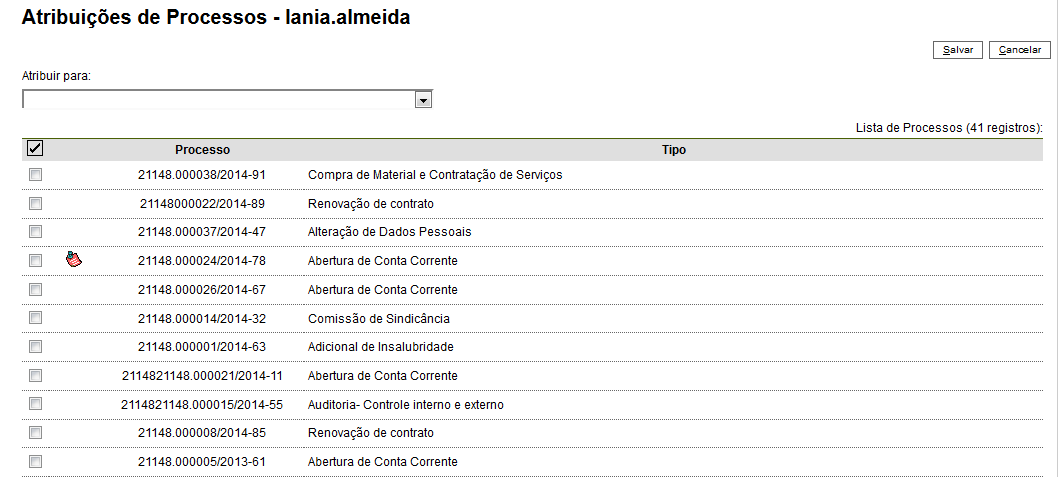 Atribuições de Processos - lania.almeida
Salvar Cancelar
Atribuir para:
Lista de Processos (41 registros):
Processo Tipo
21148.000038/2014-91 Compra de Material e Contratação de Serviços
21148000022/2014-89 Renovação de contrato
21148.000037/2014-47 Alteração de Dados Pessoais
21148.000024/2014-78 Abertura de Conta Corrente
21148.000026/2014-67 Abertura de Conta Corrente
21148.000014/2014-32 Comissão de Sindicância
21148.000001/2014-63 Adicional de Insalubridade
2114821148.000021/2014-11 Abertura de Conta Corrente
2114821148.000015/2014-55 Auditoria- Controle interno e externo
21148.000008/2014-85 Renovação de contrato
21148.000005/2013-61 Abertura de Conta Corrente